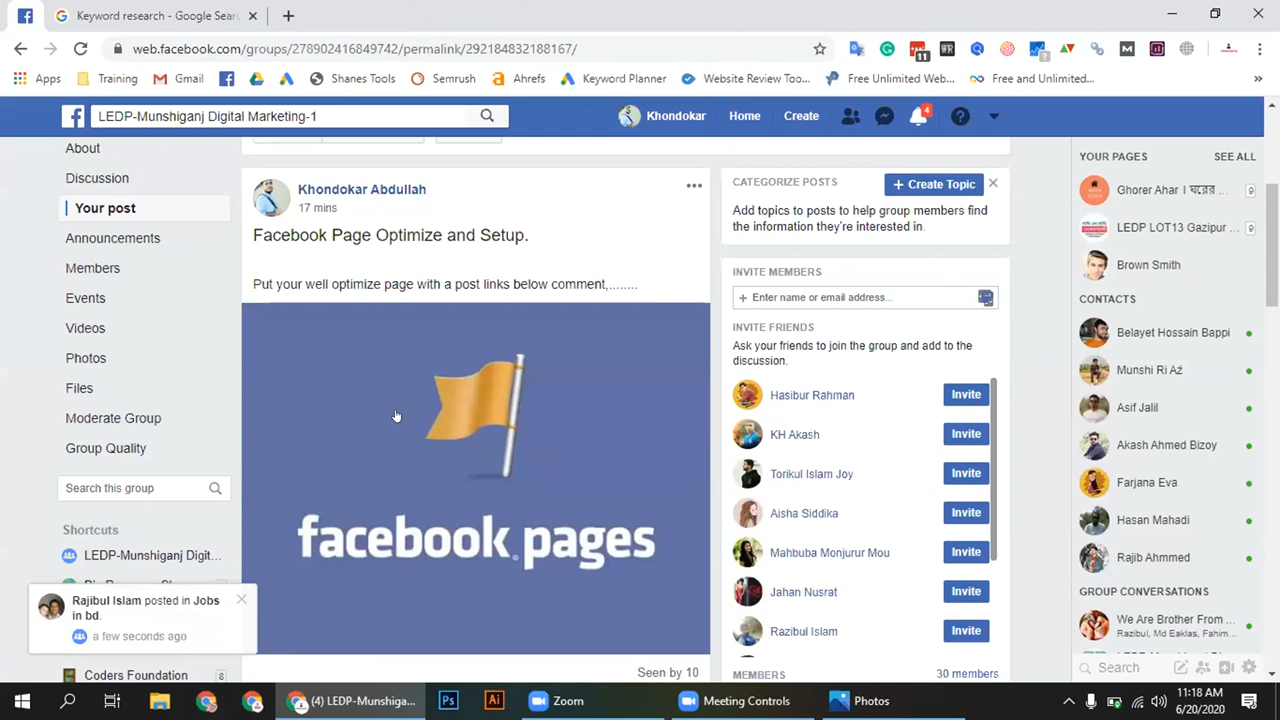 Keyword research - Google Sear
web.facebook.com/groups/278902416849742/permalink/292184832188167/
11
?
Apps
Training
Gmail
Shanes Tools
Semrush
Ahrefs
Keyword Planner
Website Review Too...
Free Unlimited Web...
Free and Unlimited...
»
LEDP-Munshiganj Digital Marketing-1
Khondokar
Home
Create
4
About
Discussion
Your post
Announcements
Members
Events
Videos
Photos
Files
Moderate Group
Group Quality
Search this group
Shortcuts
LEDP-Munshiganj Digit...
Rajibul Islam posted in Jobs
in bd.
a few seconds ago
Coders Foundation
8
Khondokar Abdullah
17 mins
Facebook Page Optimize and Setup.
Put your well optimize page with a post links below comment,........
facebook pages
Seen by 10
CATEGORIZE POSTS
+ Create Topic
Add topics to posts to help group members find
the information they're interested in.
INVITE MEMBERS
+ Enter name or email address...
INVITE FRIENDS
Ask your friends to join the group and add to the
discussion.
Hasibur Rahman Invite
KH Akash Invite
Torikul Islam Joy Invite
Aisha Siddika Invite
Mahbuba Monjurur Mou Invite
Jahan Nusrat Invite
Razibul Islam Invite
MEMBERS
30 members
YOUR PAGES
SEE ALL
Ghorer Ahar । ঘরের ...
9
LEDP LOT13 Gazipur ...
9
Brown Smith
CONTACTS
Belayet Hossain Bappi
Munshi Ri Aż
Asif Jalil
Akash Ahmed Bizoy
Farjana Eva
Hasan Mahadi
Rajib Ahmmed
GROUP CONVERSATIONS
We Are Brother From ...
Razibul, Md Eaklas, Fahim...
Search
(4) LEDP-Munshiga...
Ps
Ai
Zoom
Meeting Controls
Photos
11:18 AM
6/20/2020